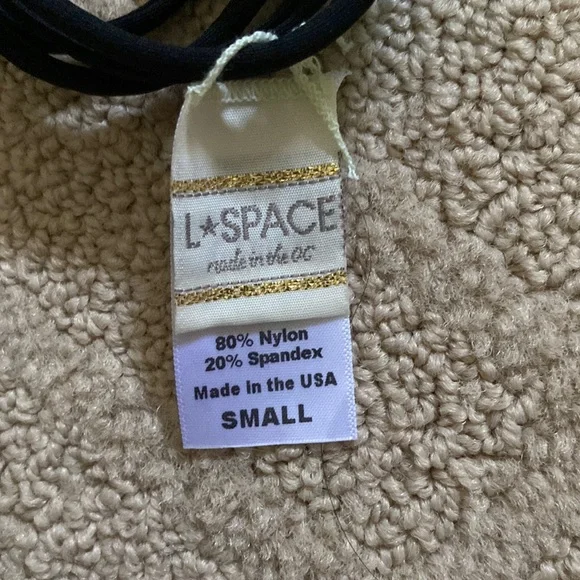 L★SPACE
made in the OC
80% Nylon
20% Spandex
Made in the USA
SMALL